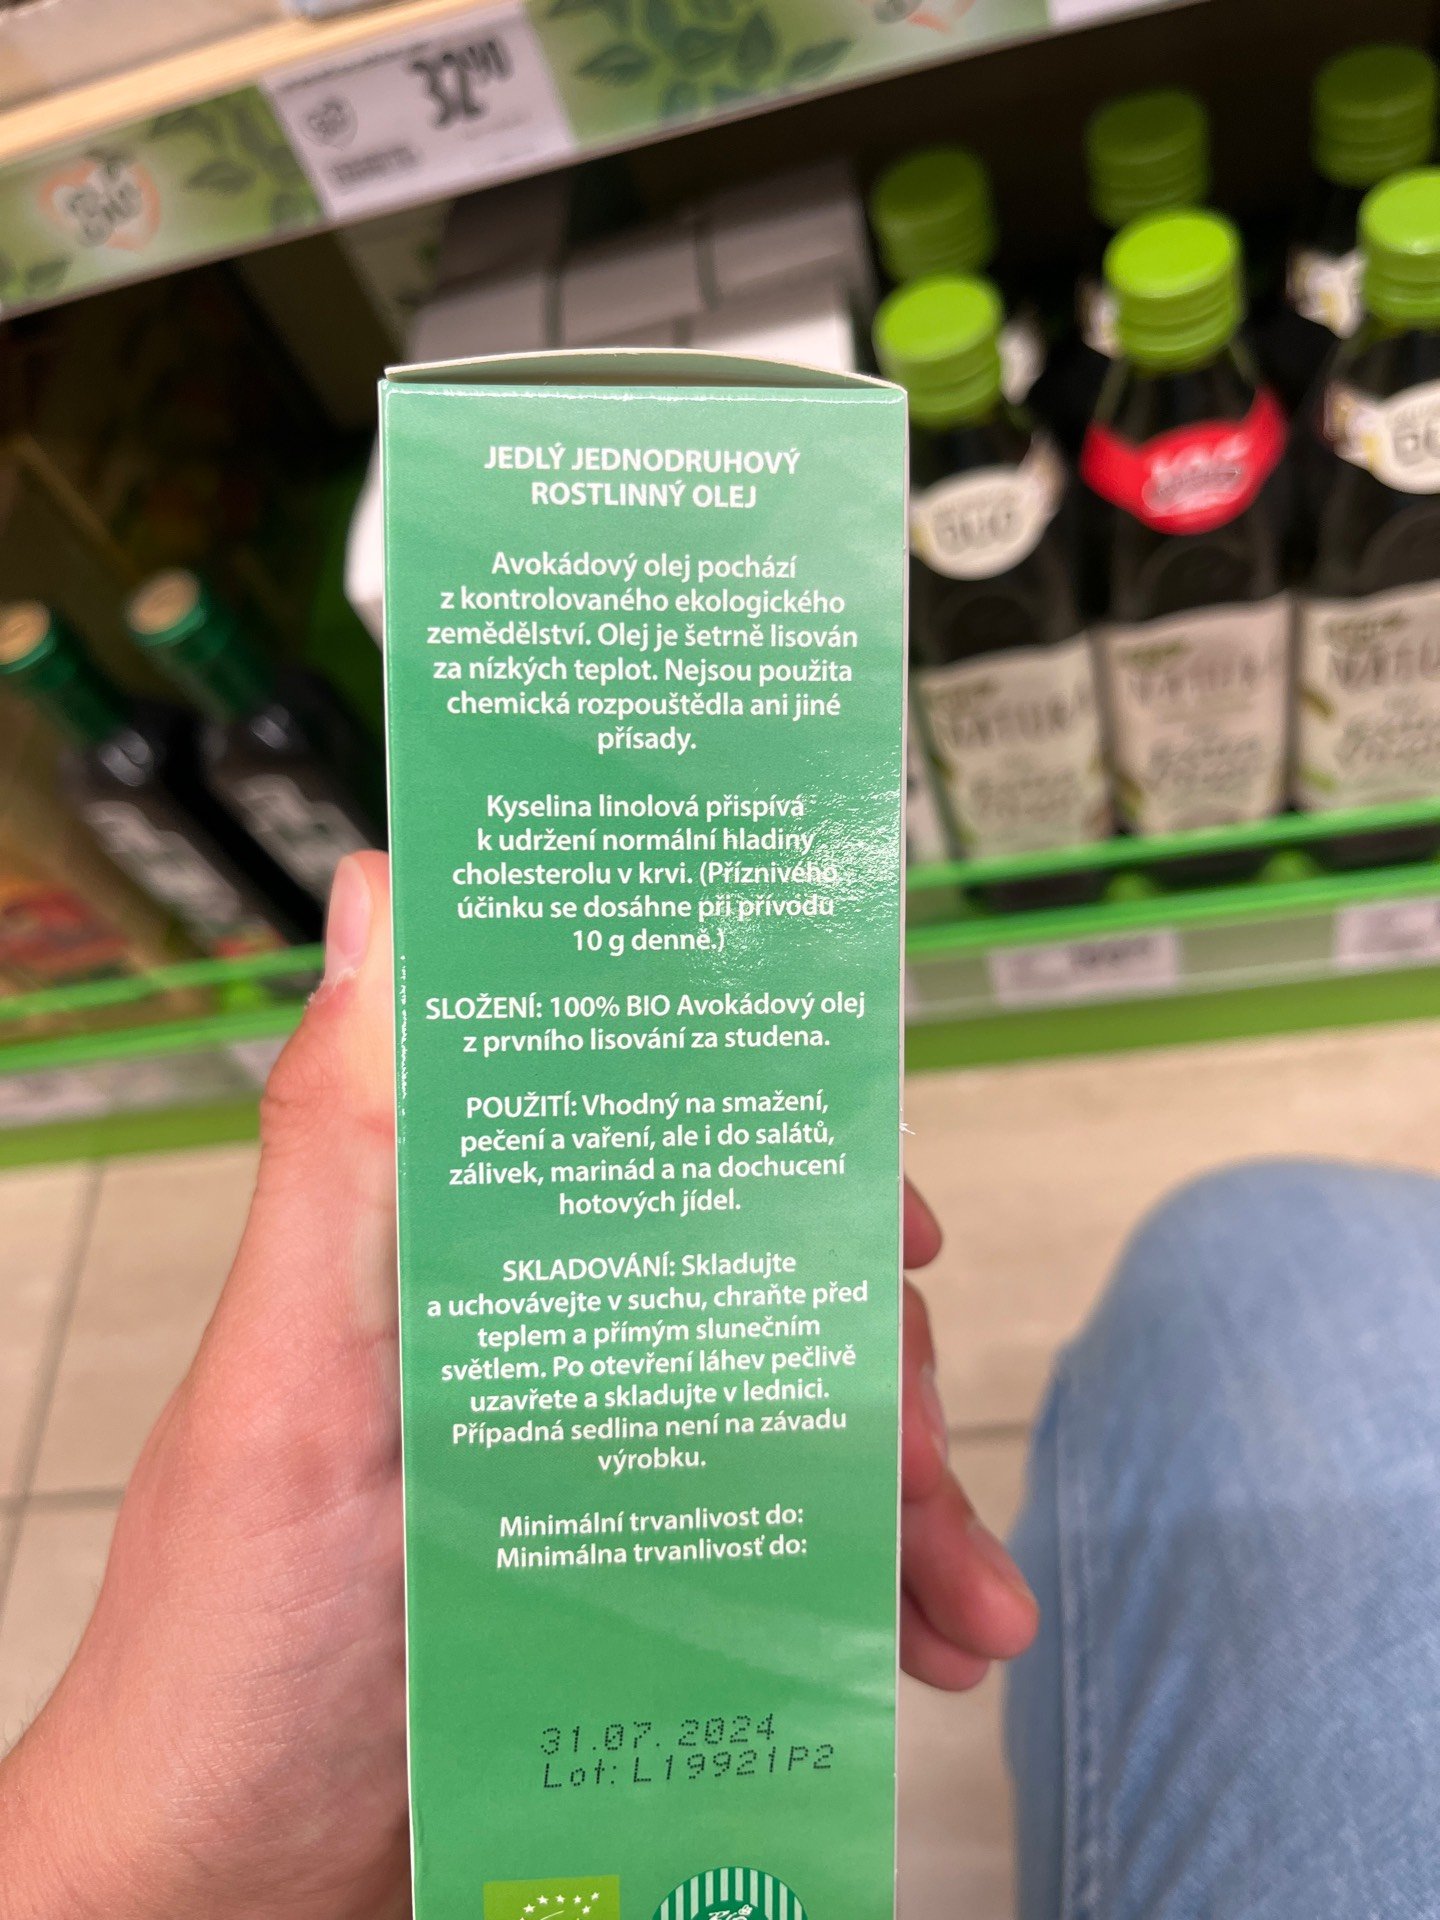 32
JEDLÝ JEDNODRUHOVÝ
ROSTLINNÝ OLEJ
Avokádový olej pochází
z kontrolovaného ekologického
zemědělství. Olej je šetrně lisován
za nízkých teplot. Nejsou použita
chemická rozpouštědla ani jiné
přísady.
Kyselina linolová přispívá
k udržení normální hladiny
cholesterolu v krvi. (Příznivého
účinku se dosáhne při přívodu
10 g denně.)
SLOŽENÍ: 100% BIO Avokádový olej
z prvního lisování za studena.
POUŽITÍ: Vhodný na smažení,
pečení a vaření, ale i do salátů,
zálivek, marinád a na dochucení
hotových jídel.
SKLADOVÁNÍ: Skladujte
a uchovávejte v suchu, chraňte před
teplem a přímým slunečním
světlem. Po otevření láhev pečlivě
uzavřete a skladujte v lednici.
Případná sedlina není na závadu
výrobku.
Minimální trvanlivost do:
Minimálna trvanlivosť do:
31.07.2024
Lot: L19921P2